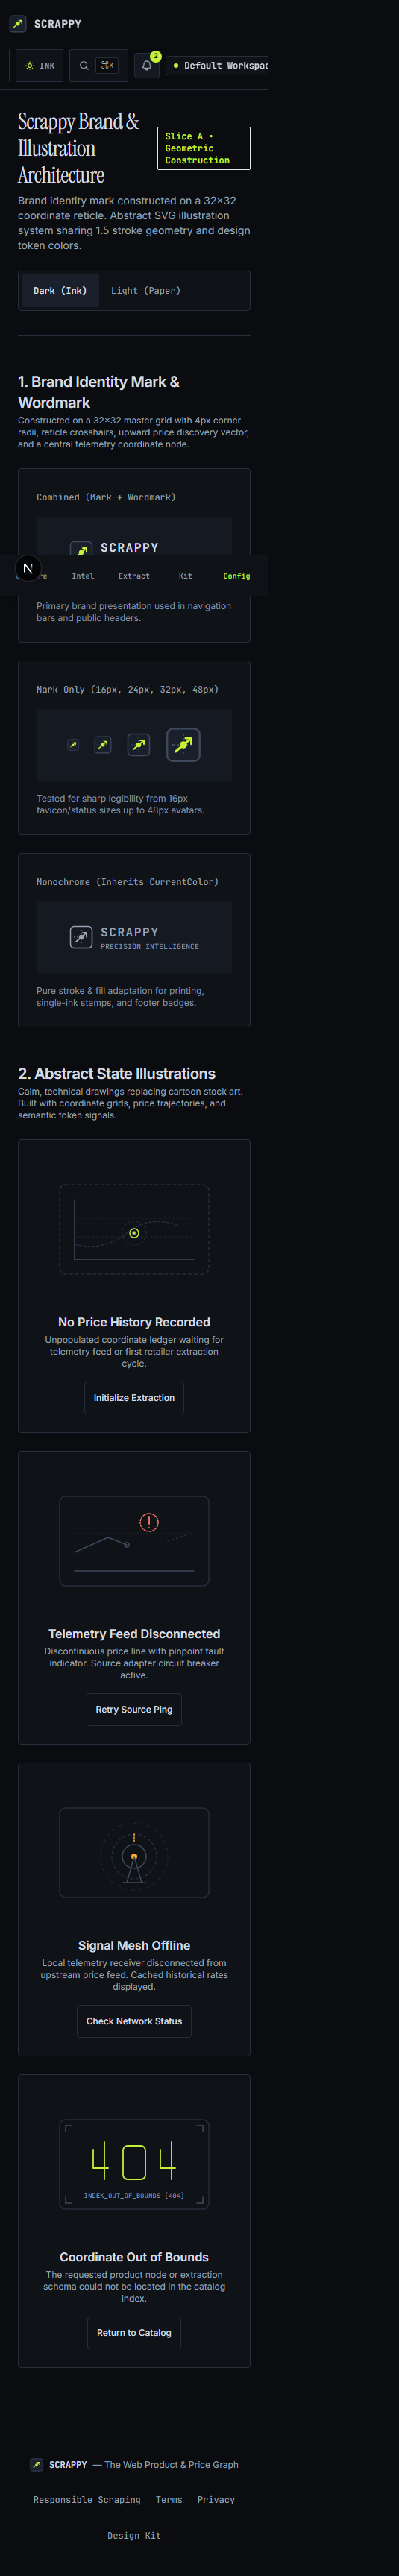 SCRAPPY
INK
⌘K
2
Default Workspac
Scrappy Brand &
Illustration
Architecture
Slice A •
Geometric
Construction
Brand identity mark constructed on a 32×32
coordinate reticle. Abstract SVG illustration
system sharing 1.5 stroke geometry and design
token colors.
Dark (Ink)
Light (Paper)
1. Brand Identity Mark &
Wordmark
Constructed on a 32×32 master grid with 4px corner
radii, reticle crosshairs, upward price discovery vector,
and a central telemetry coordinate node.
Combined (Mark + Wordmark)
SCRAPPY
N
Intel
Extract
Kit
Config
Primary brand presentation used in navigation
bars and public headers.
Mark Only (16px, 24px, 32px, 48px)
Tested for sharp legibility from 16px
favicon/status sizes up to 48px avatars.
Monochrome (Inherits CurrentColor)
SCRAPPY
PRECISION INTELLIGENCE
Pure stroke & fill adaptation for printing,
single-ink stamps, and footer badges.
2. Abstract State Illustrations
Calm, technical drawings replacing cartoon stock art.
Built with coordinate grids, price trajectories, and
semantic token signals.
No Price History Recorded
Unpopulated coordinate ledger waiting for
telemetry feed or first retailer extraction
cycle.
Initialize Extraction
Telemetry Feed Disconnected
Discontinuous price line with pinpoint fault
indicator. Source adapter circuit breaker
active.
Retry Source Ping
Signal Mesh Offline
Local telemetry receiver disconnected from
upstream price feed. Cached historical rates
displayed.
Check Network Status
404
INDEX_OUT_OF_BOUNDS [404]
Coordinate Out of Bounds
The requested product node or extraction
schema could not be located in the catalog
index.
Return to Catalog
SCRAPPY — The Web Product & Price Graph
Responsible Scraping
Terms
Privacy
Design Kit